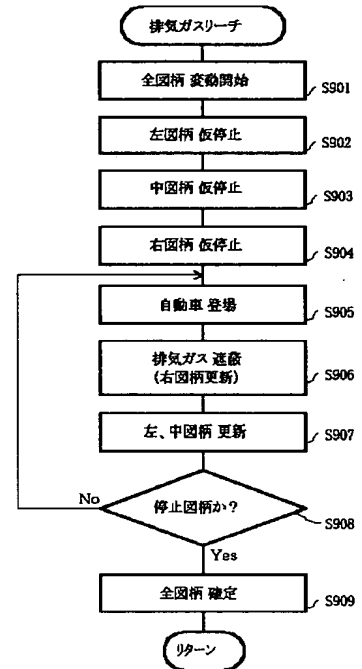 排気ガスリーチ
全図柄 変動開始
S901
左図柄 仮停止
S902
中図柄 仮停止
S903
右図柄 仮停止
S904
自動車 登場
S905
排気ガス 遮蔽
(右図柄更新)
S906
左、中図柄 更新
S907
No
停止図柄か?
S908
Yes
全図柄 確定
S909
リターン